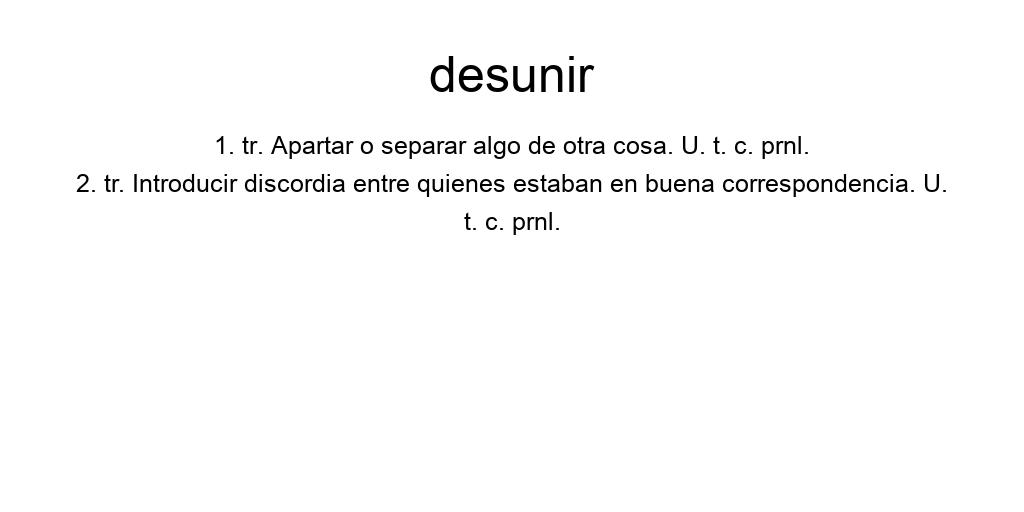 desunir
1. tr. Apartar o separar algo de otra cosa. U. t. c. prnl.
2. tr. Introducir discordia entre quienes estaban en buena correspondencia. U.
t. c. prnl.